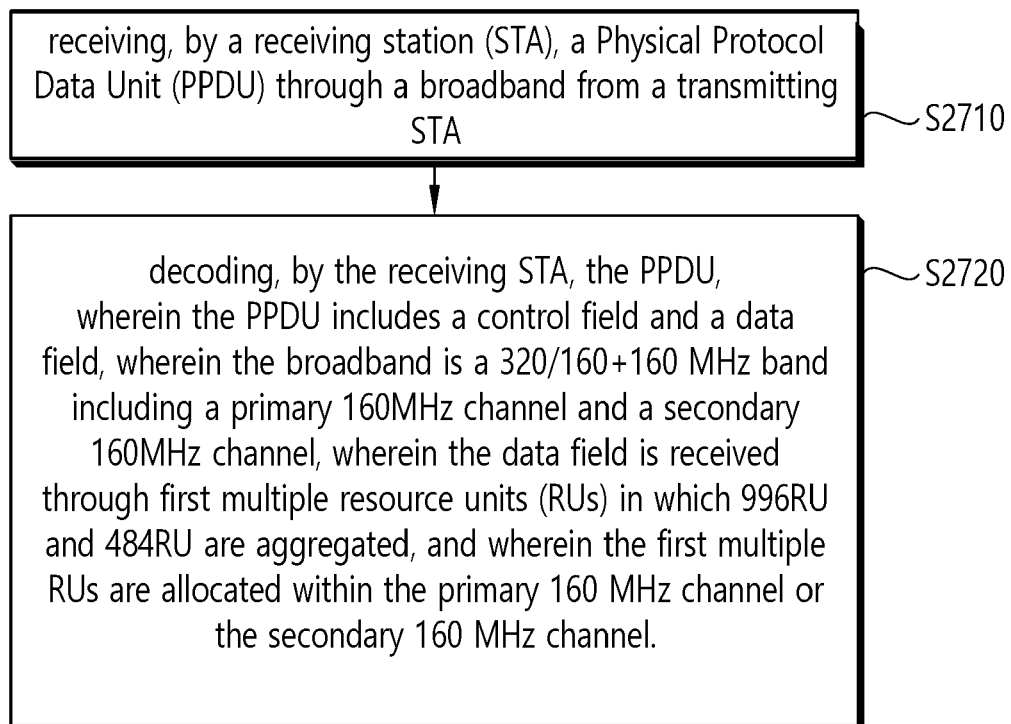 receiving, by a receiving station (STA), a Physical Protocol
Data Unit (PPDU) through a broadband from a transmitting
STA
S2710
decoding, by the receiving STA, the PPDU,
wherein the PPDU includes a control field and a data
field, wherein the broadband is a 320/160+160 MHz band
including a primary 160MHz channel and a secondary
160MHz channel, wherein the data field is received
through first multiple resource units (RUs) in which 996RU
and 484RU are aggregated, and wherein the first multiple
RUs are allocated within the primary 160 MHz channel or
the secondary 160 MHz channel.
S2720